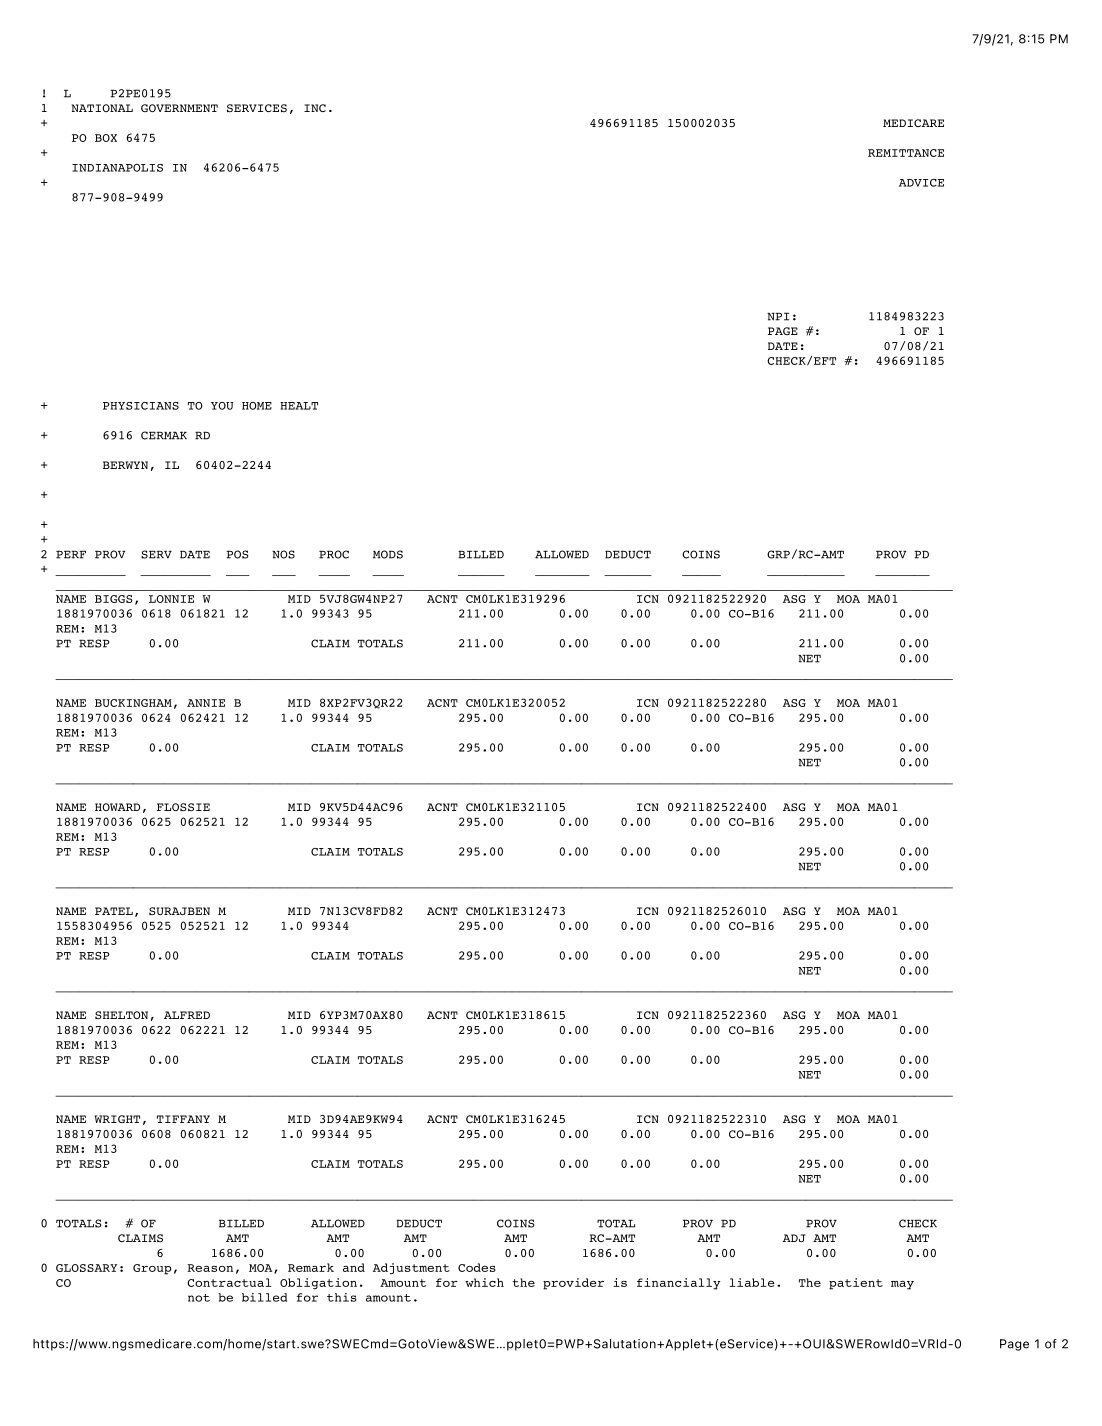 7/9/21, 8:15 PM
! L P2PE0195
1 NATIONAL GOVERNMENT SERVICES, INC.
+ 496691185 150002035 MEDICARE
PO BOX 6475
+ REMITTANCE
INDIANAPOLIS IN 46206-6475
+ ADVICE
877-908-9499
NPI: 1184983223
PAGE #: 1 OF 1
DATE: 07/08/21
CHECK/EFT #: 496691185
+ PHYSICIANS TO YOU HOME HEALT
+ 6916 CERMAK RD
+ BERWYN, IL 60402-2244
+
+
+
2 PERF PROV SERV DATE POS NOS PROC MODS BILLED ALLOWED DEDUCT COINS GRP/RC-AMT PROV PD
+
NAME BIGGS, LONNIE W MID 5VJ8GW4NP27 ACNT CM0LK1E319296 ICN 0921182522920 ASG Y MOA MA01
1881970036 0618 061821 12 1.0 99343 95 211.00 0.00 0.00 0.00 CO-B16 211.00 0.00
REM: M13
PT RESP 0.00 CLAIM TOTALS 211.00 0.00 0.00 0.00 211.00 0.00
NET 0.00
NAME BUCKINGHAM, ANNIE B MID 8XP2FV3QR22 ACNT CM0LK1E320052 ICN 0921182522280 ASG Y MOA MA01
1881970036 0624 062421 12 1.0 99344 95 295.00 0.00 0.00 0.00 CO-B16 295.00 0.00
REM: M13
PT RESP 0.00 CLAIM TOTALS 295.00 0.00 0.00 0.00 295.00 0.00
NET 0.00
NAME HOWARD, FLOSSIE MID 9KV5D44AC96 ACNT CM0LK1E321105 ICN 0921182522400 ASG Y MOA MA01
1881970036 0625 062521 12 1.0 99344 95 295.00 0.00 0.00 0.00 CO-B16 295.00 0.00
REM: M13
PT RESP 0.00 CLAIM TOTALS 295.00 0.00 0.00 0.00 295.00 0.00
NET 0.00
NAME PATEL, SURAJBEN M MID 7N13CV8FD82 ACNT CM0LK1E312473 ICN 0921182526010 ASG Y MOA MA01
1558304956 0525 052521 12 1.0 99344 295.00 0.00 0.00 0.00 CO-B16 295.00 0.00
REM: M13
PT RESP 0.00 CLAIM TOTALS 295.00 0.00 0.00 0.00 295.00 0.00
NET 0.00
NAME SHELTON, ALFRED MID 6YP3M70AX80 ACNT CM0LK1E318615 ICN 0921182522360 ASG Y MOA MA01
1881970036 0622 062221 12 1.0 99344 95 295.00 0.00 0.00 0.00 CO-B16 295.00 0.00
REM: M13
PT RESP 0.00 CLAIM TOTALS 295.00 0.00 0.00 0.00 295.00 0.00
NET 0.00
NAME WRIGHT, TIFFANY M MID 3D94AE9KW94 ACNT CM0LK1E316245 ICN 0921182522310 ASG Y MOA MA01
1881970036 0608 060821 12 1.0 99344 95 295.00 0.00 0.00 0.00 CO-B16 295.00 0.00
REM: M13
PT RESP 0.00 CLAIM TOTALS 295.00 0.00 0.00 0.00 295.00 0.00
NET 0.00
0 TOTALS: # OF BILLED ALLOWED DEDUCT COINS TOTAL PROV PD PROV CHECK
CLAIMS AMT AMT AMT AMT RC-AMT AMT ADJ AMT AMT
6 1686.00 0.00 0.00 0.00 1686.00 0.00 0.00 0.00
0 GLOSSARY: Group, Reason, MOA, Remark and Adjustment Codes
CO Contractual Obligation. Amount for which the provider is financially liable. The patient may
not be billed for this amount.
https://www.ngsmedicare.com/home/start.swe?SWECmd=GotoView&SWE…pplet0=PWP+Salutation+Applet+(eService)+-+OUI&SWERowId0=VRId-0 Page 1 of 2